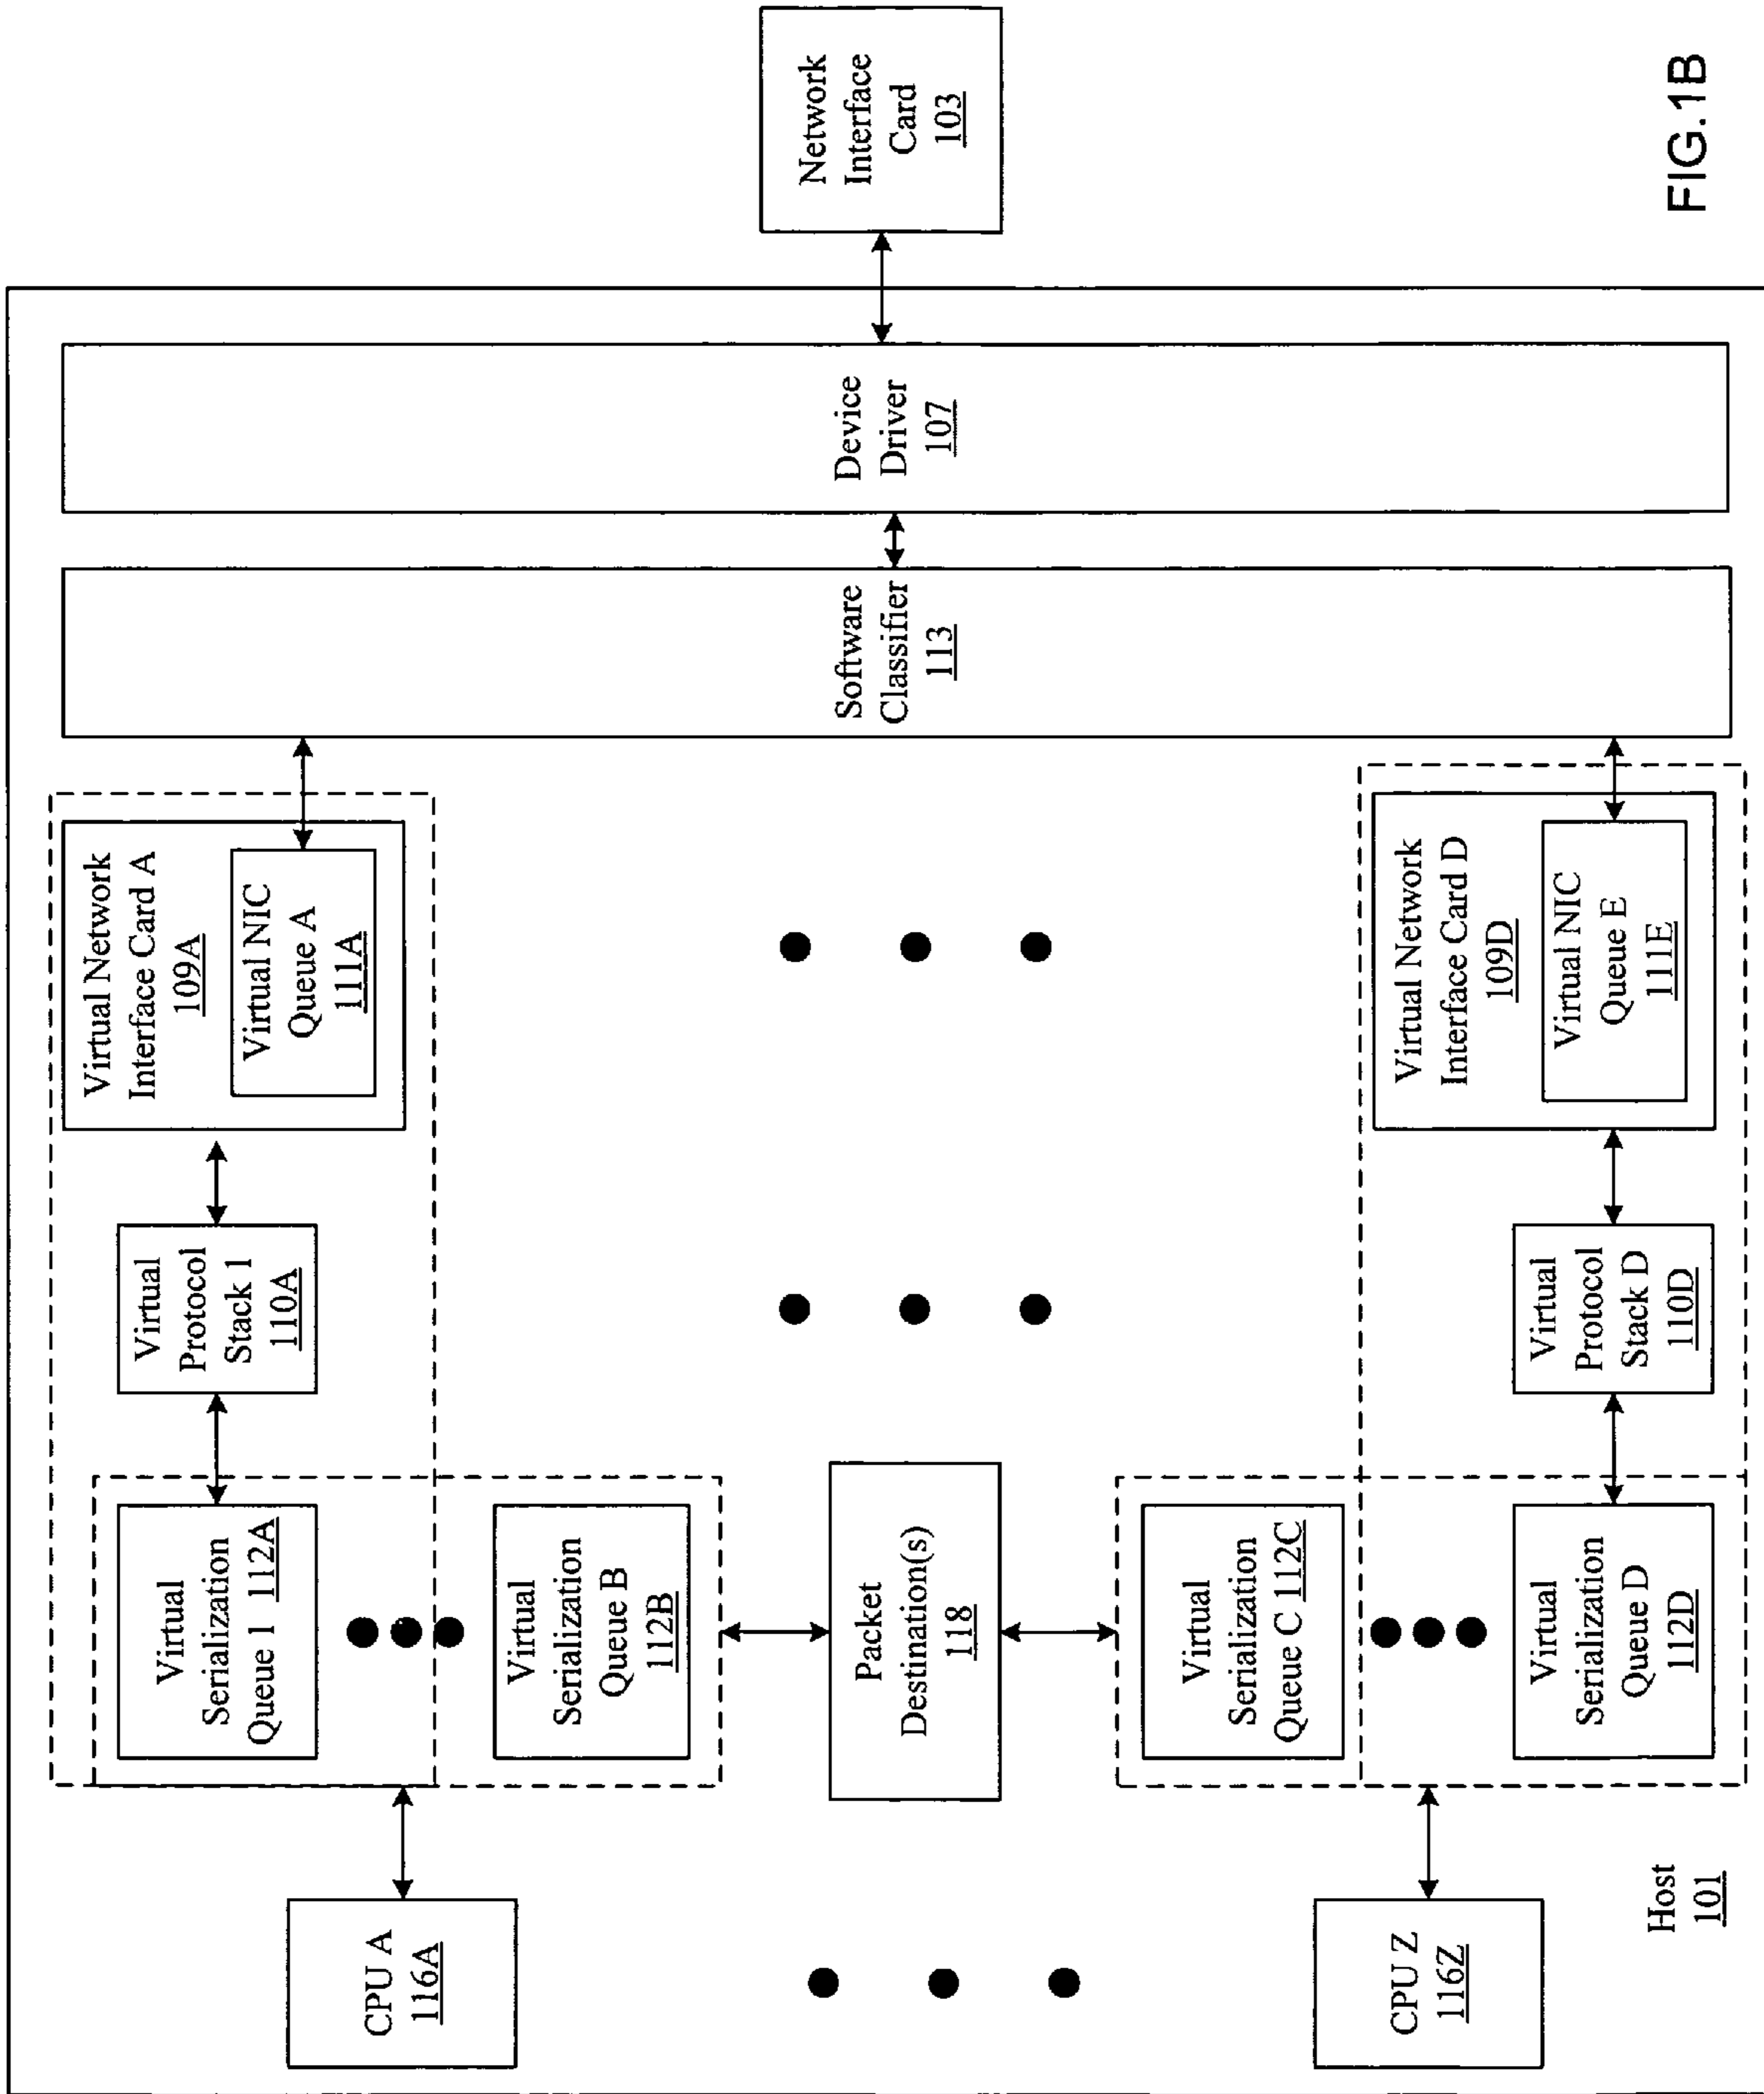 CPU A
116A
CPU Z
116Z
Host
101
Virtual
Serialization
Queue 1 112A
Virtual
Serialization
Queue B
112B
Packet
Destination(s)
118
Virtual
Serialization
Queue C 112C
Virtual
Serialization
Queue D
112D
Virtual
Protocol
Stack 1
110A
Virtual
Protocol
Stack D
110D
Virtual Network
Interface Card A
109A
Virtual NIC
Queue A
111A
Virtual Network
Interface Card D
109D
Virtual NIC
Queue E
111E
Software
Classifier
113
Device
Driver
107
Network
Interface
Card
103
FIG.1B